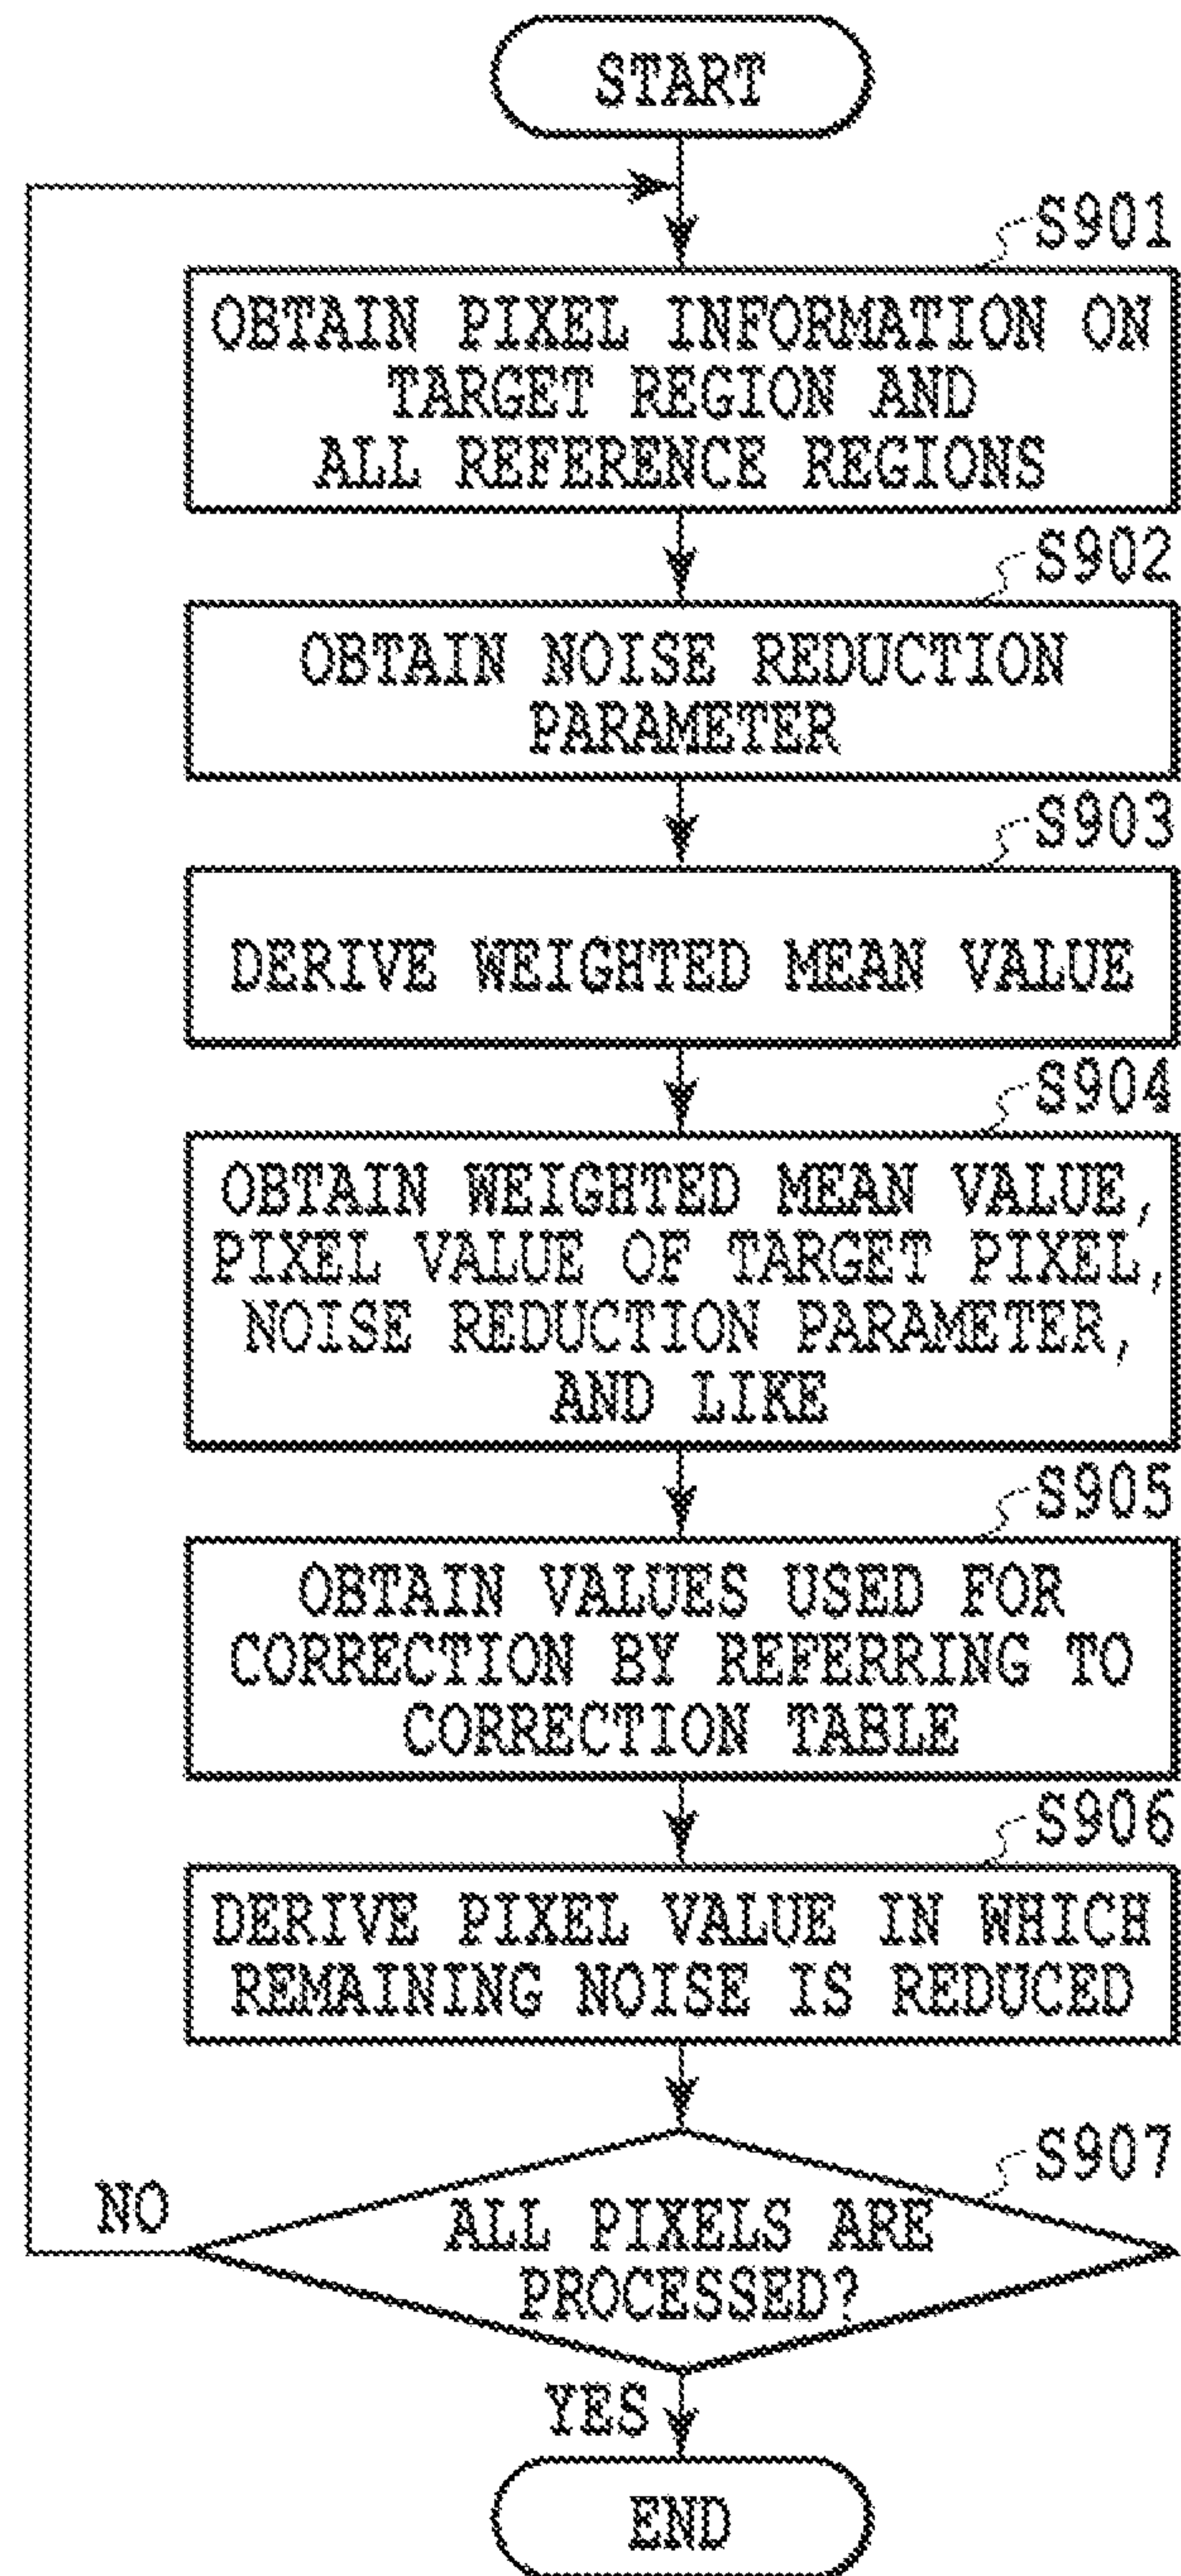 START
S901
OBTAIN PIXEL INFORMATION ON
TARGET REGION AND
ALL REFERENCE REGIONS
S902
OBTAIN NOISE REDUCTION
PARAMETER
S903
DERIVE WEIGHTED MEAN VALUE
S904
OBTAIN WEIGHTED MEAN VALUE,
PIXEL VALUE OF TARGET PIXEL,
NOISE REDUCTION PARAMETER,
AND LIKE
S905
OBTAIN VALUES USED FOR
CORRECTION BY REFERRING TO
CORRECTION TABLE
S906
DERIVE PIXEL VALUE IN WHICH
REMAINING NOISE IS REDUCED
S907
NO
ALL PIXELS ARE
PROCESSED?
YES
END